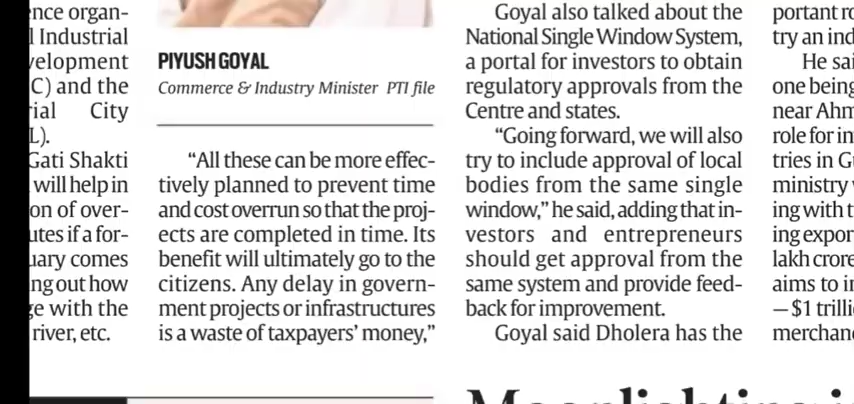 ence organ-
l Industrial
velopment
C) and the
rial City
L).
Gati Shakti
will help in
on of over-
utes if a for-
uary comes
ng out how
ge with the
river, etc.
PIYUSH GOYAL
Commerce & Industry Minister PTI file
“All these can be more effec-
tively planned to prevent time
and cost overrun so that the proj-
ects are completed in time. Its
benefit will ultimately go to the
citizens. Any delay in govern-
ment projects or infrastructures
is a waste of taxpayers’ money,”
Goyal also talked about the
National Single Window System,
a portal for investors to obtain
regulatory approvals from the
Centre and states.
“Going forward, we will also
try to include approval of local
bodies from the same single
window,” he said, adding that in-
vestors and entrepreneurs
should get approval from the
same system and provide feed-
back for improvement.
Goyal said Dholera has the
portant ro
try an ind
He sai
one being
near Ahm
role for in
tries in G
ministry
ing with t
ing expor
lakh crore
aims to in
— $1 trilli
merchan